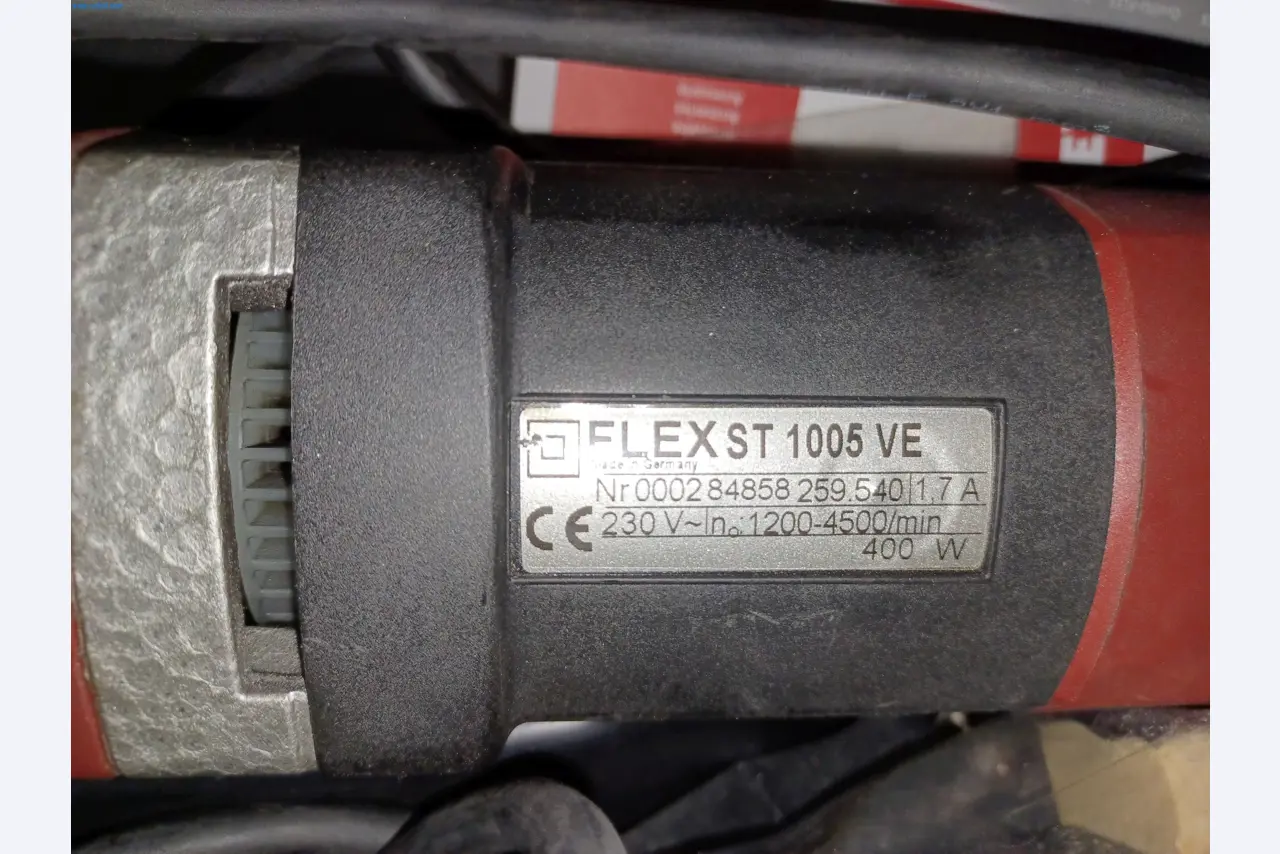 FLEX ST 1005 VE
Made in Germany
Nr 0002 84858 259.540 | 1,7 A
CE 230 V~ In₀: 1200-4500/min
400 W